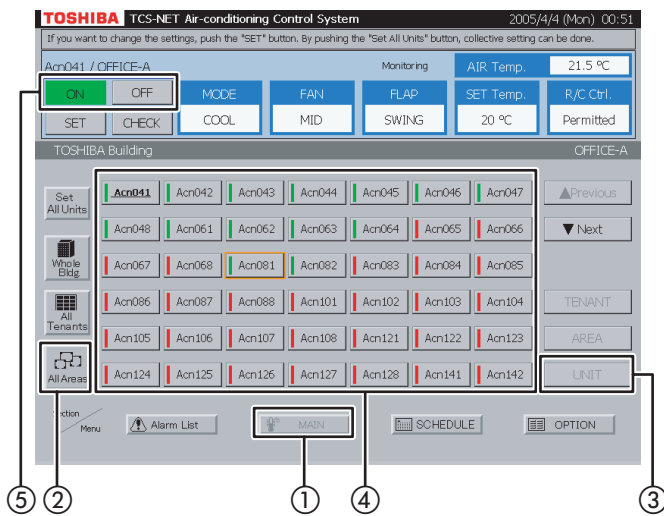 TOSHIBA TCS-NET Air-conditioning Control System 2005/4/4 (Mon) 00:51
If you want to change the settings, push the "SET" button. By pushing the "Set All Units" button, collective setting can be done.
Acn041 / OFFICE-A Monitoring AIR Temp. 21.5 °C
ON OFF MODE FAN FLAP SET Temp. R/C Ctrl.
SET CHECK COOL MID SWING 20 °C Permitted
TOSHIBA Building OFFICE-A
Set All Units
Acn041 Acn042 Acn043 Acn044 Acn045 Acn046 Acn047 ▲Previous
Acn048 Acn061 Acn062 Acn063 Acn064 Acn065 Acn066 ▼ Next
Whole Bldg.
Acn067 Acn068 Acn081 Acn082 Acn083 Acn084 Acn085
All Tenants
Acn086 Acn087 Acn088 Acn101 Acn102 Acn103 Acn104 TENANT
Acn105 Acn106 Acn107 Acn108 Acn121 Acn122 Acn123 AREA
All Areas
Acn124 Acn125 Acn126 Acn127 Acn128 Acn141 Acn142 UNIT
Section Menu
Alarm List MAIN SCHEDULE OPTION
⑤ ② ① ④ ③